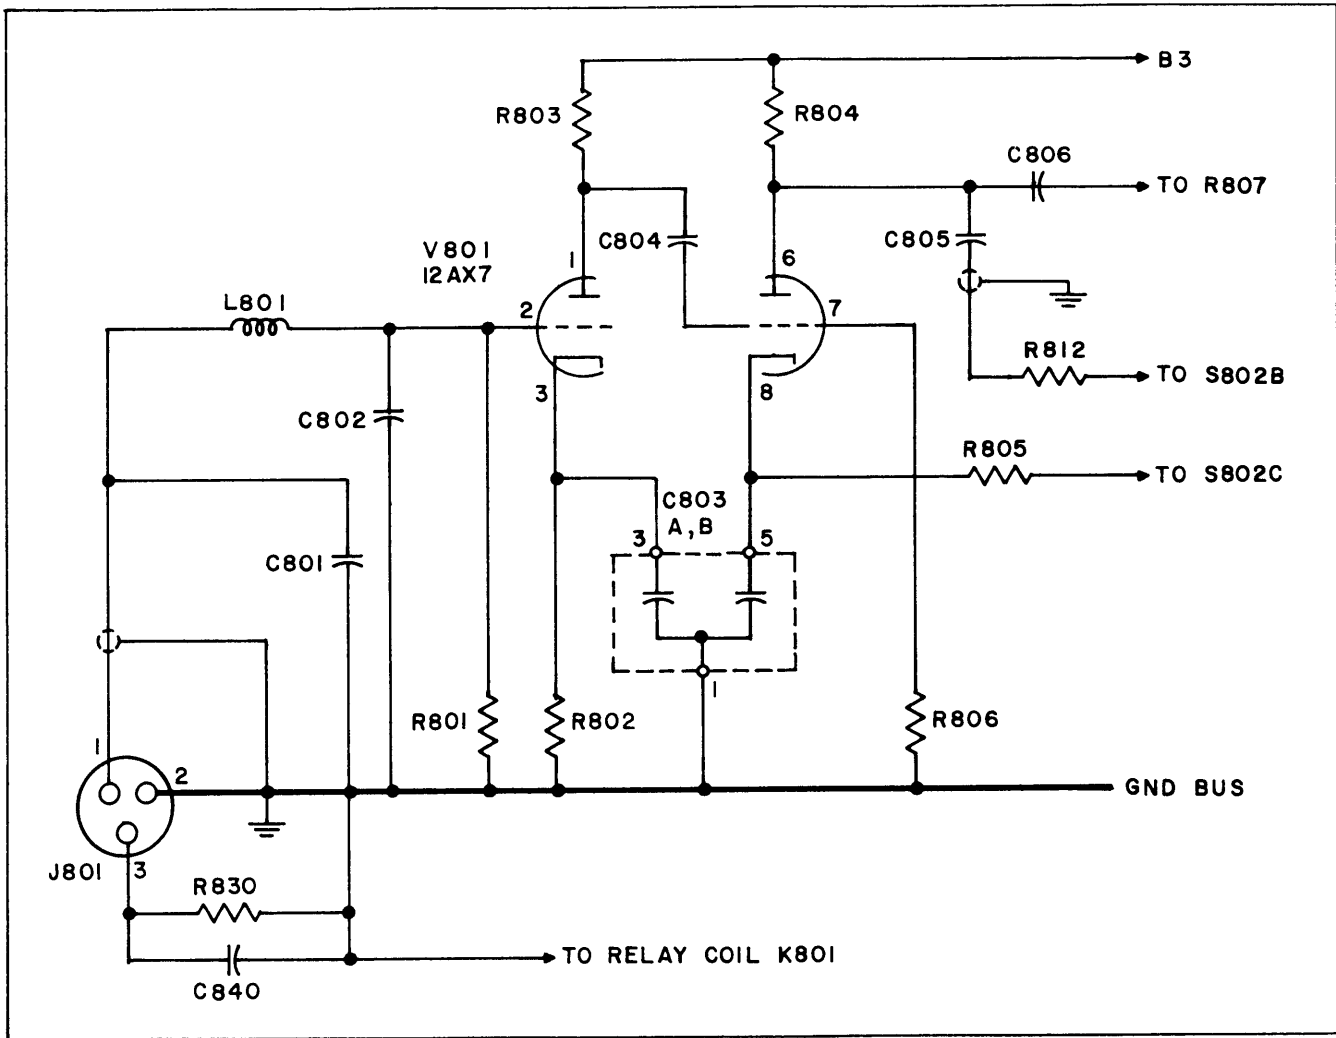 B3
R803
R804
C806
TO R807
C804
C805
V801
12AX7
1
6
L801
2
7
R812
TO S802B
3
8
C802
R805
TO S802C
C803
A,B
3
5
C801
1
R801
R802
R806
1
2
GND BUS
J801
3
R830
TO RELAY COIL K801
C840